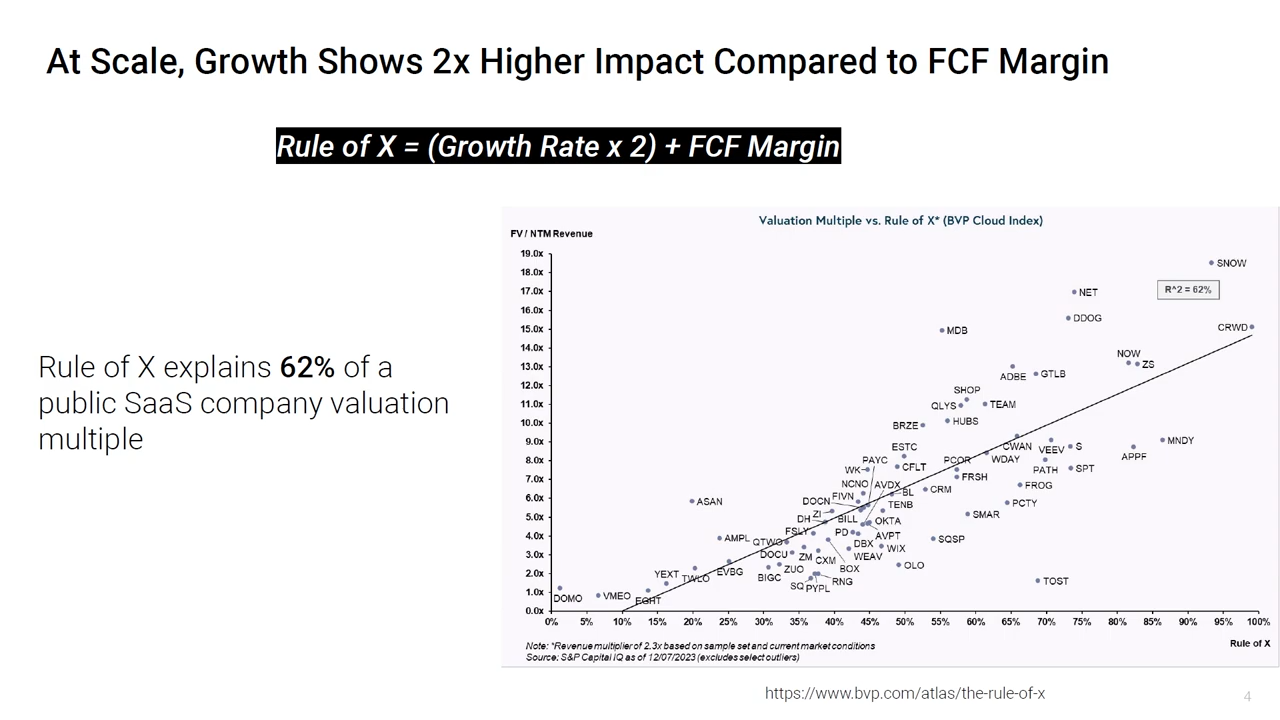 At Scale, Growth Shows 2x Higher Impact Compared to FCF Margin
Rule of X = (Growth Rate x 2) + FCF Margin
Rule of X explains 62% of a
public SaaS company valuation
multiple
Valuation Multiple vs. Rule of X* (BVP Cloud Index)
FV / NTM Revenue
19.0x
18.0x
17.0x
16.0x
15.0x
14.0x
13.0x
12.0x
11.0x
10.0x
9.0x
8.0x
7.0x
6.0x
5.0x
4.0x
3.0x
2.0x
1.0x
0.0x
SNOW
R^2 = 62%
NET
DDOG
CRWD
MDB
NOW
ZS
ADBE
GTLB
SHOP
QLYS
TEAM
HUBS
BRZE
ESTC
CWAN
VEEV
S
MNDY
APPF
PAYC
PCOR
WDAY
WK
CFLT
PATH
SPT
FRSH
NCNO
AVDX
BL
CRM
FROG
ASAN
DOCN
FIVN
TENB
PCTY
ZI
DH
BILL
OKTA
SMAR
FSLY
PD
AVPT
AMPL
QTWO
DBX
WIX
SQSP
DOCU
ZM
CXM
WEAV
EVBG
ZUO
BOX
OLO
YEXT
TWLO
BIGC
SQ
PYPL
RNG
TOST
DOMO
VMEO
EGHT
0% 5% 10% 15% 20% 25% 30% 35% 40% 45% 50% 55% 60% 65% 70% 75% 80% 85% 90% 95% 100%
Rule of X
Note: *Revenue multiplier of 2.3x based on sample set and current market conditions
Source: S&P Capital IQ as of 12/07/2023 (excludes select outliers)
https://www.bvp.com/atlas/the-rule-of-x
4